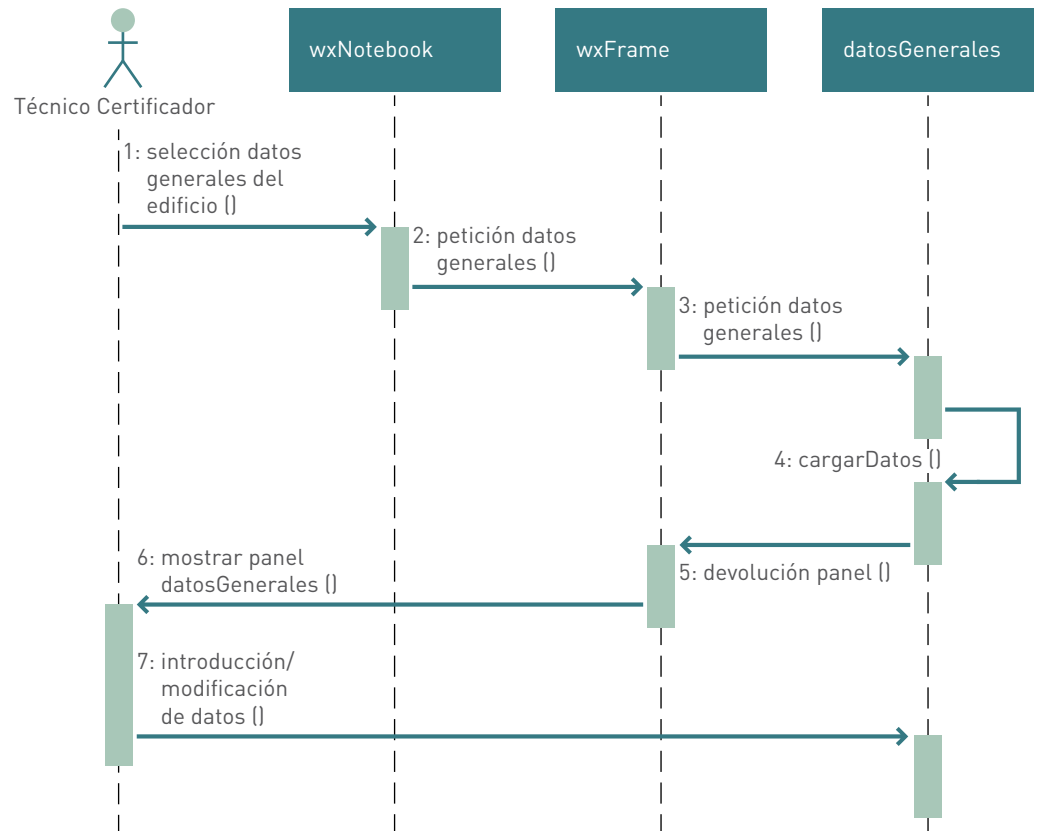 wxNotebook
wxFrame
datosGenerales
Técnico Certificador
1: selección datos
generales del
edificio ()
2: petición datos
generales ()
3: petición datos
generales ()
4: cargarDatos ()
6: mostrar panel
datosGenerales ()
5: devolución panel ()
7: introducción/
modificación
de datos ()